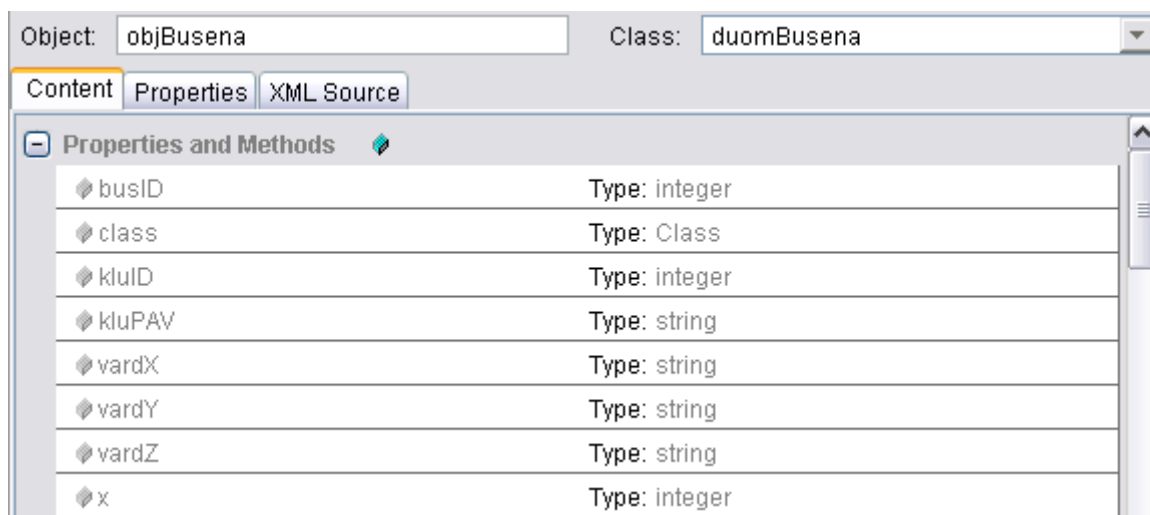 Object: objBusena Class: duomBusena
Content Properties XML Source
Properties and Methods
busID Type: integer
class Type: Class
kluID Type: integer
kluPAV Type: string
vardX Type: string
vardY Type: string
vardZ Type: string
x Type: integer